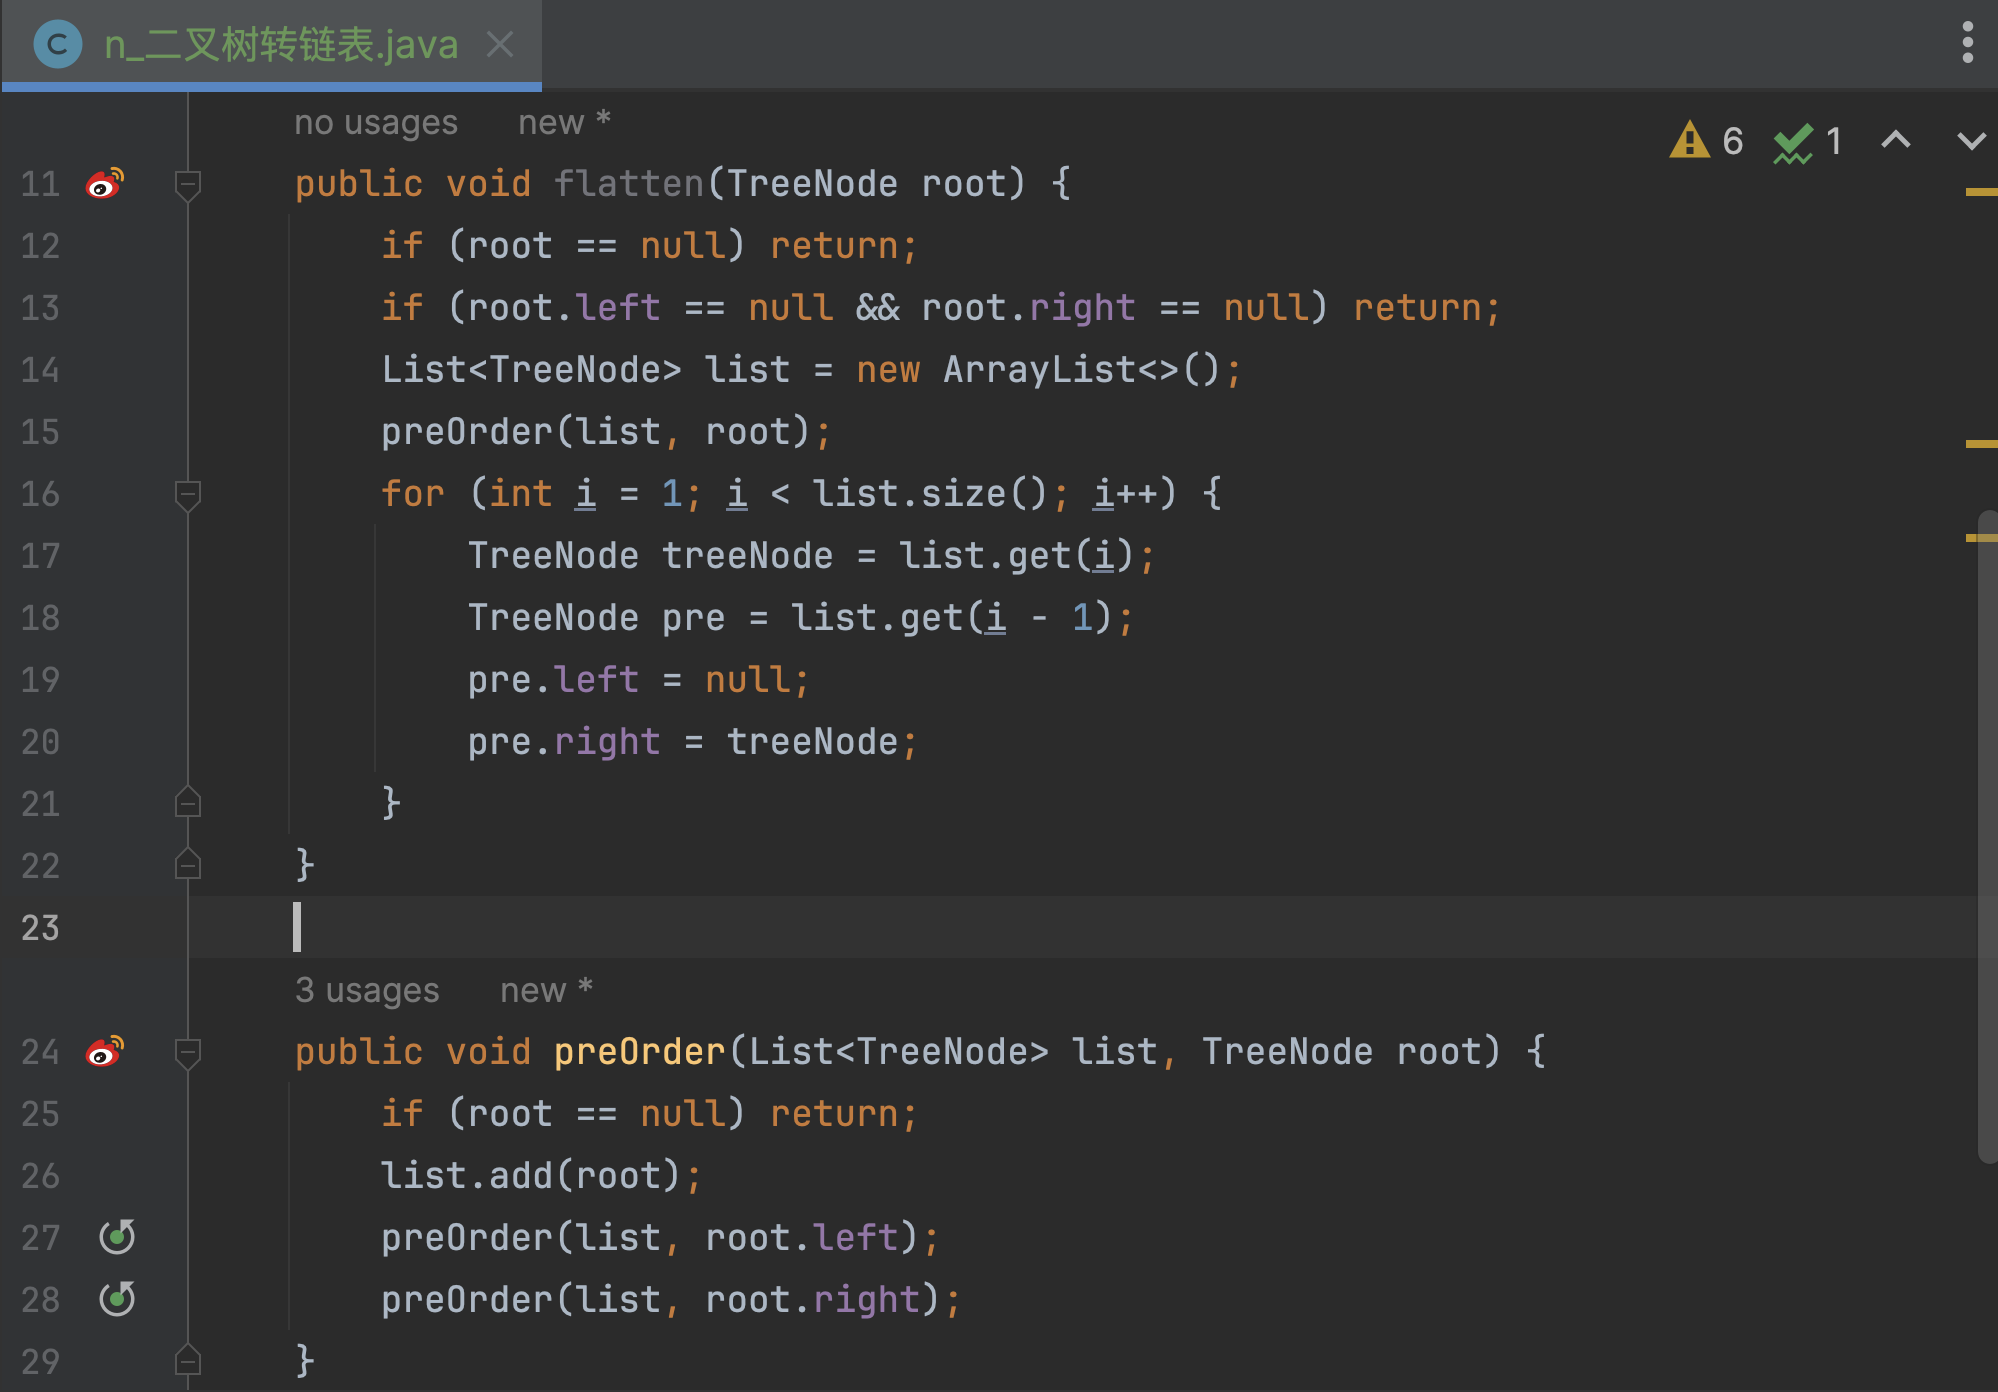 n_二叉树转链表.java
no usages new *
6 1
11 public void flatten(TreeNode root) {
12 if (root == null) return;
13 if (root.left == null && root.right == null) return;
14 List<TreeNode> list = new ArrayList<>();
15 preOrder(list, root);
16 for (int i = 1; i < list.size(); i++) {
17 TreeNode treeNode = list.get(i);
18 TreeNode pre = list.get(i - 1);
19 pre.left = null;
20 pre.right = treeNode;
21 }
22 }
23
3 usages new *
24 public void preOrder(List<TreeNode> list, TreeNode root) {
25 if (root == null) return;
26 list.add(root);
27 preOrder(list, root.left);
28 preOrder(list, root.right);
29 }